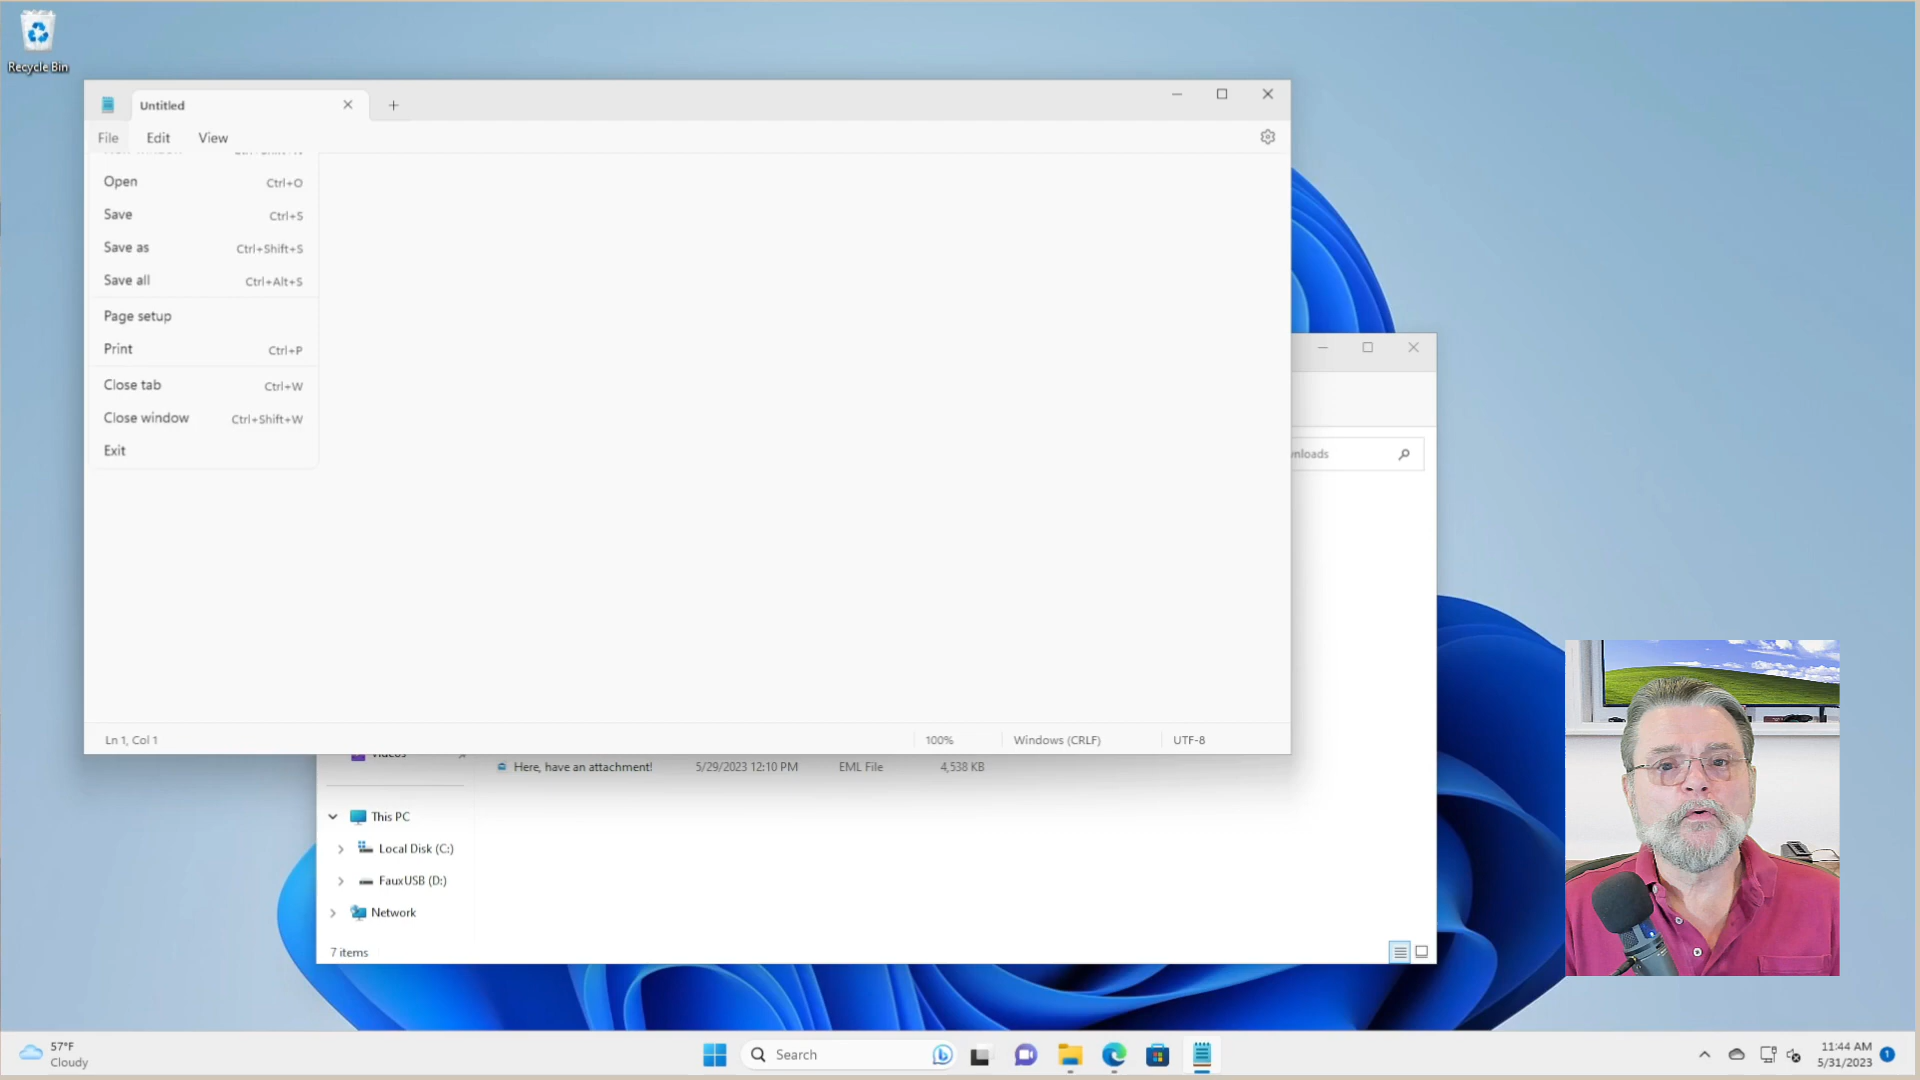 Recycle Bin
Untitled
File Edit View
Open Ctrl+O
Save Ctrl+S
Save as Ctrl+Shift+S
Save all Ctrl+Alt+S
Page setup
Print Ctrl+P
Close tab Ctrl+W
Close window Ctrl+Shift+W
Exit
Ln 1, Col 1 100% Windows (CRLF) UTF-8
Here, have an attachment! 5/29/2023 12:10 PM EML File 4,538 KB
This PC
Local Disk (C:)
FauxUSB (D:)
Network
7 items
57°F
Cloudy
Search
11:44 AM
5/31/2023
1